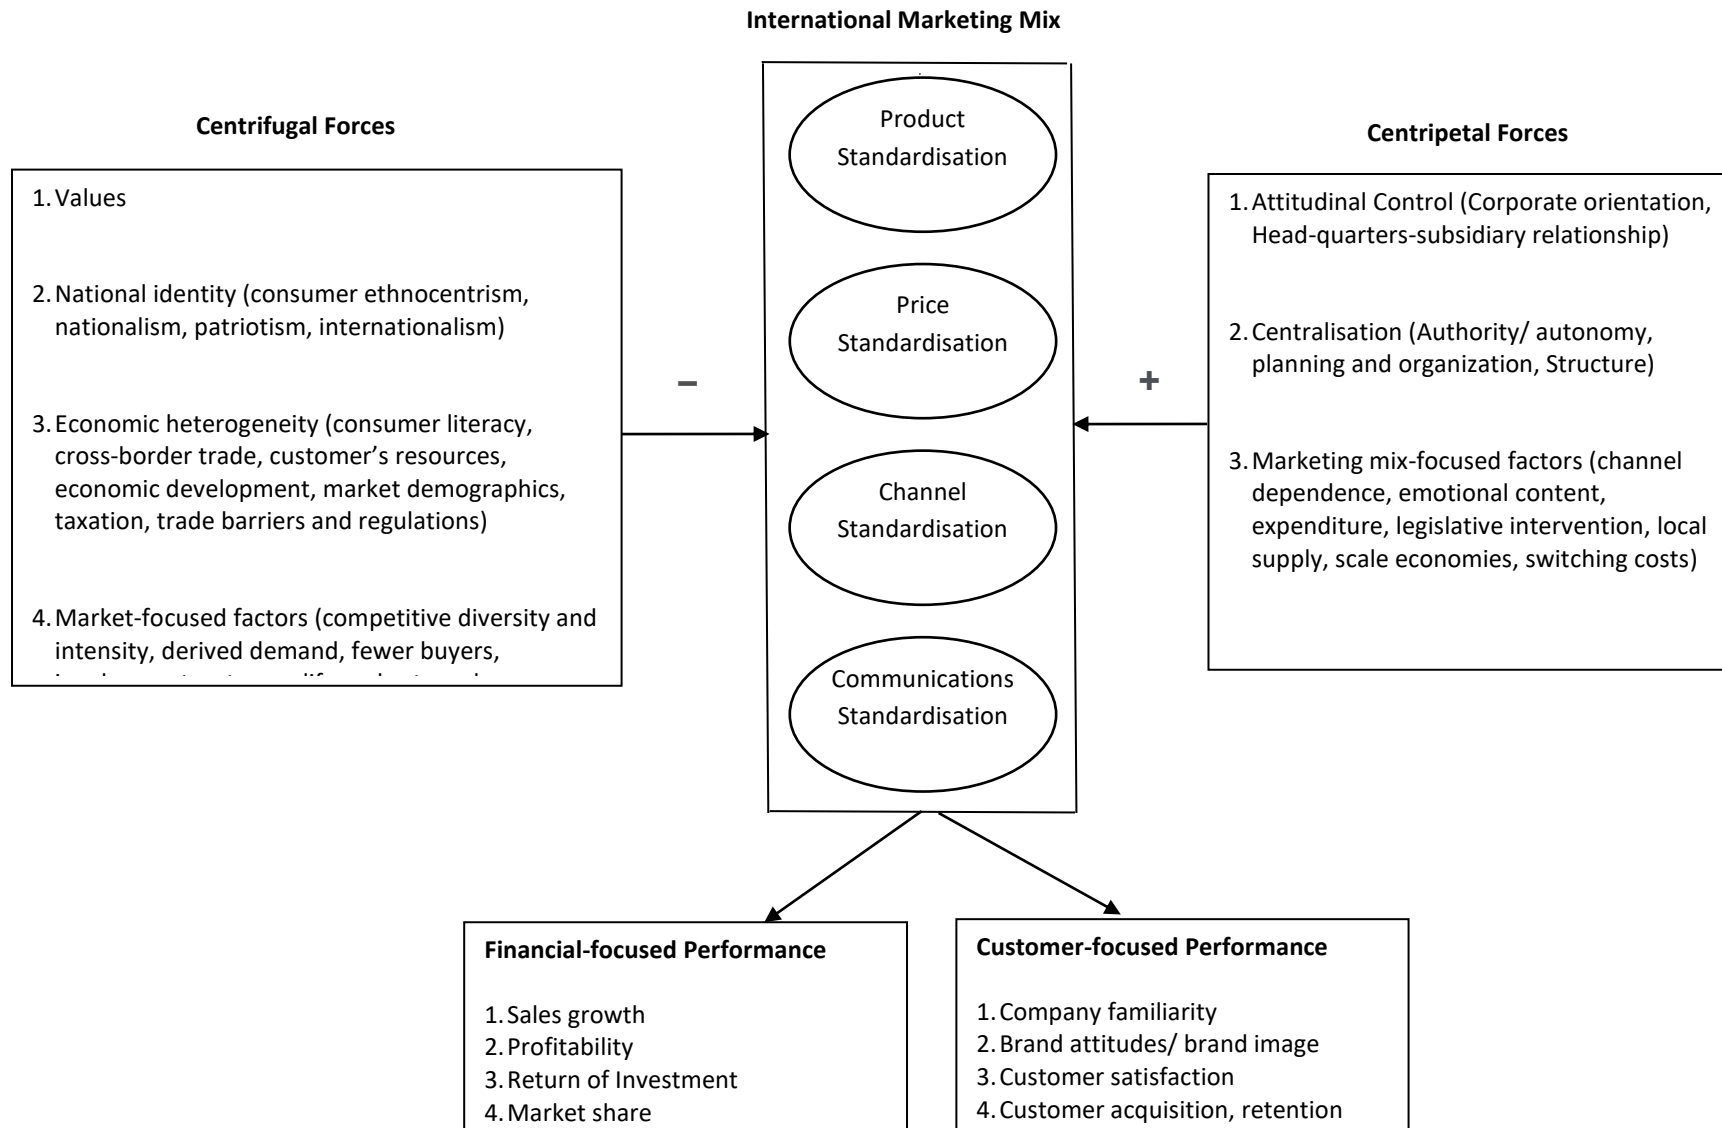 International Marketing Mix
Centrifugal Forces
1. Values
2. National identity (consumer ethnocentrism,
nationalism, patriotism, internationalism)
3. Economic heterogeneity (consumer literacy,
cross-border trade, customer’s resources,
economic development, market demographics,
taxation, trade barriers and regulations)
4. Market-focused factors (competitive diversity and
intensity, derived demand, fewer buyers,
–
Product
Standardisation
Price
Standardisation
Channel
Standardisation
Communications
Standardisation
+
Centripetal Forces
1. Attitudinal Control (Corporate orientation,
Head-quarters-subsidiary relationship)
2. Centralisation (Authority/ autonomy,
planning and organization, Structure)
3. Marketing mix-focused factors (channel
dependence, emotional content,
expenditure, legislative intervention, local
supply, scale economies, switching costs)
Financial-focused Performance
1. Sales growth
2. Profitability
3. Return of Investment
4. Market share
Customer-focused Performance
1. Company familiarity
2. Brand attitudes/ brand image
3. Customer satisfaction
4. Customer acquisition, retention